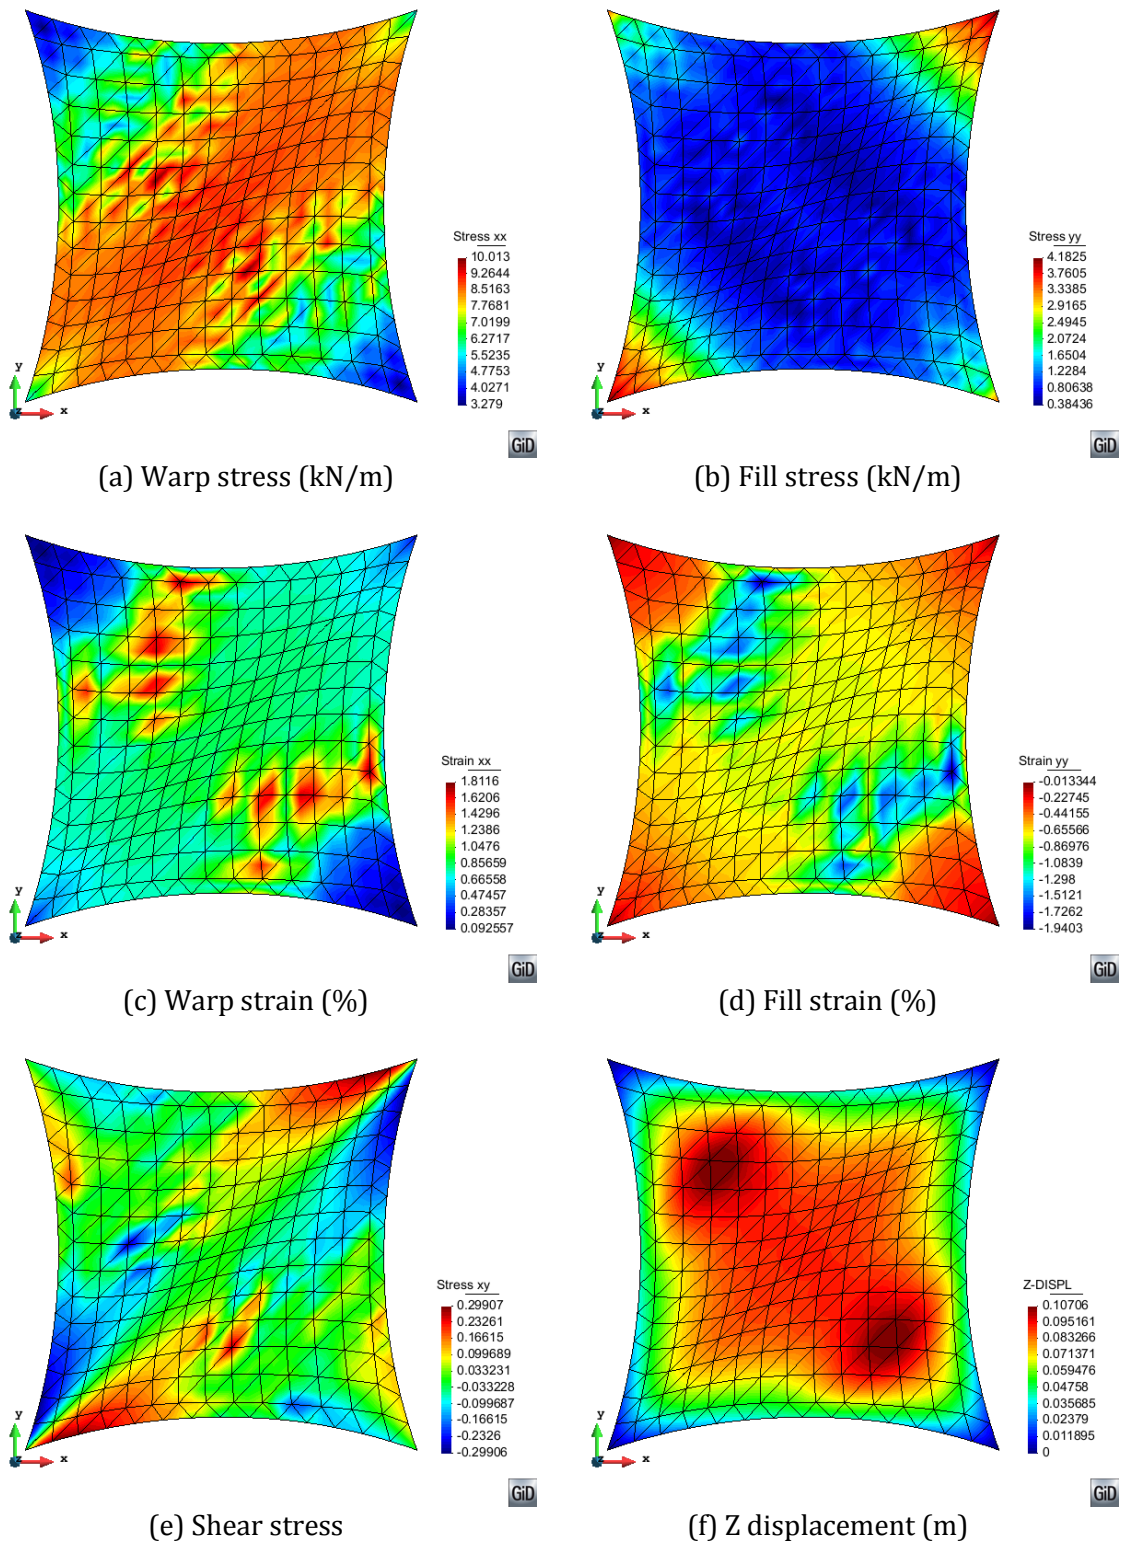 Stress xx
10.013
9.2644
8.5163
7.7681
7.0199
6.2717
5.5235
4.7753
4.0271
3.279
y
z
x
GiD
(a) Warp stress (kN/m)
Stress yy
4.1825
3.7605
3.3385
2.9165
2.4945
2.0724
1.6504
1.2284
0.80638
0.38436
y
z
x
GiD
(b) Fill stress (kN/m)
Strain xx
1.8116
1.6206
1.4296
1.2386
1.0476
0.85659
0.66558
0.47457
0.28357
0.092557
y
z
x
GiD
(c) Warp strain (%)
Strain yy
-0.013344
-0.22745
-0.44155
-0.65566
-0.86976
-1.0839
-1.298
-1.5121
-1.7262
-1.9403
y
z
x
GiD
(d) Fill strain (%)
Stress xy
0.29907
0.23261
0.16615
0.099689
0.033231
-0.033228
-0.099687
-0.16615
-0.2326
-0.29906
y
z
x
GiD
(e) Shear stress
Z-DISPL
0.10706
0.095161
0.083266
0.071371
0.059476
0.04758
0.035685
0.02379
0.011895
0
y
z
x
GiD
(f) Z displacement (m)